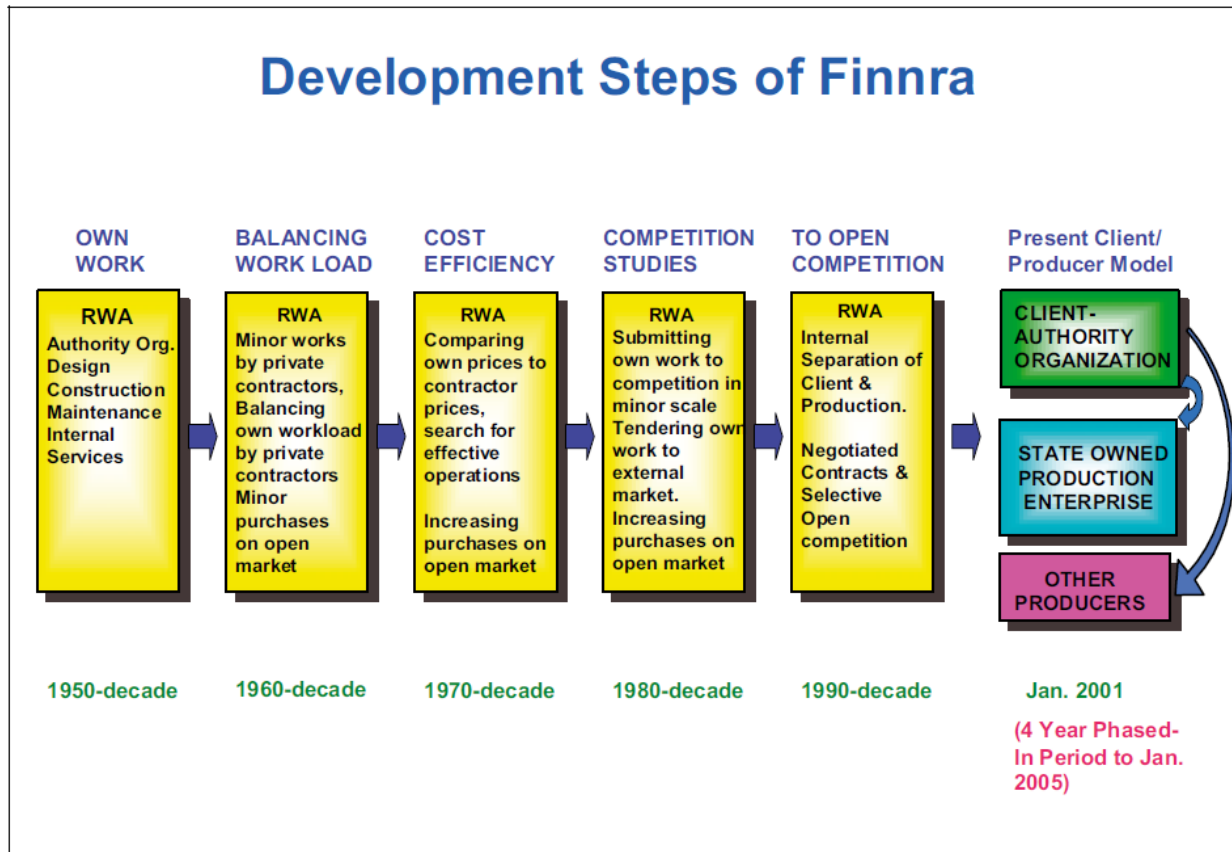 Development Steps of Finnra
OWN
WORK
RWA
Authority Org.
Design
Construction
Maintenance
Internal
Services
1950-decade
BALANCING
WORK LOAD
RWA
Minor works
by private
contractors,
Balancing
own workload
by private
contractors
Minor
purchases
on open
market
1960-decade
COST
EFFICIENCY
RWA
Comparing
own prices to
contractor
prices,
search for
effective
operations
Increasing
purchases on
open market
1970-decade
COMPETITION
STUDIES
RWA
Submitting
own work to
competition in
minor scale
Tendering own
work to
external
market.
Increasing
purchases on
open market
1980-decade
TO OPEN
COMPETITION
RWA
Internal
Separation of
Client &
Production.
Negotiated
Contracts &
Selective
Open
competition
1990-decade
Present Client/
Producer Model
CLIENT-
AUTHORITY
ORGANIZATION
STATE OWNED
PRODUCTION
ENTERPRISE
OTHER
PRODUCERS
Jan. 2001
(4 Year Phased-
In Period to Jan.
2005)